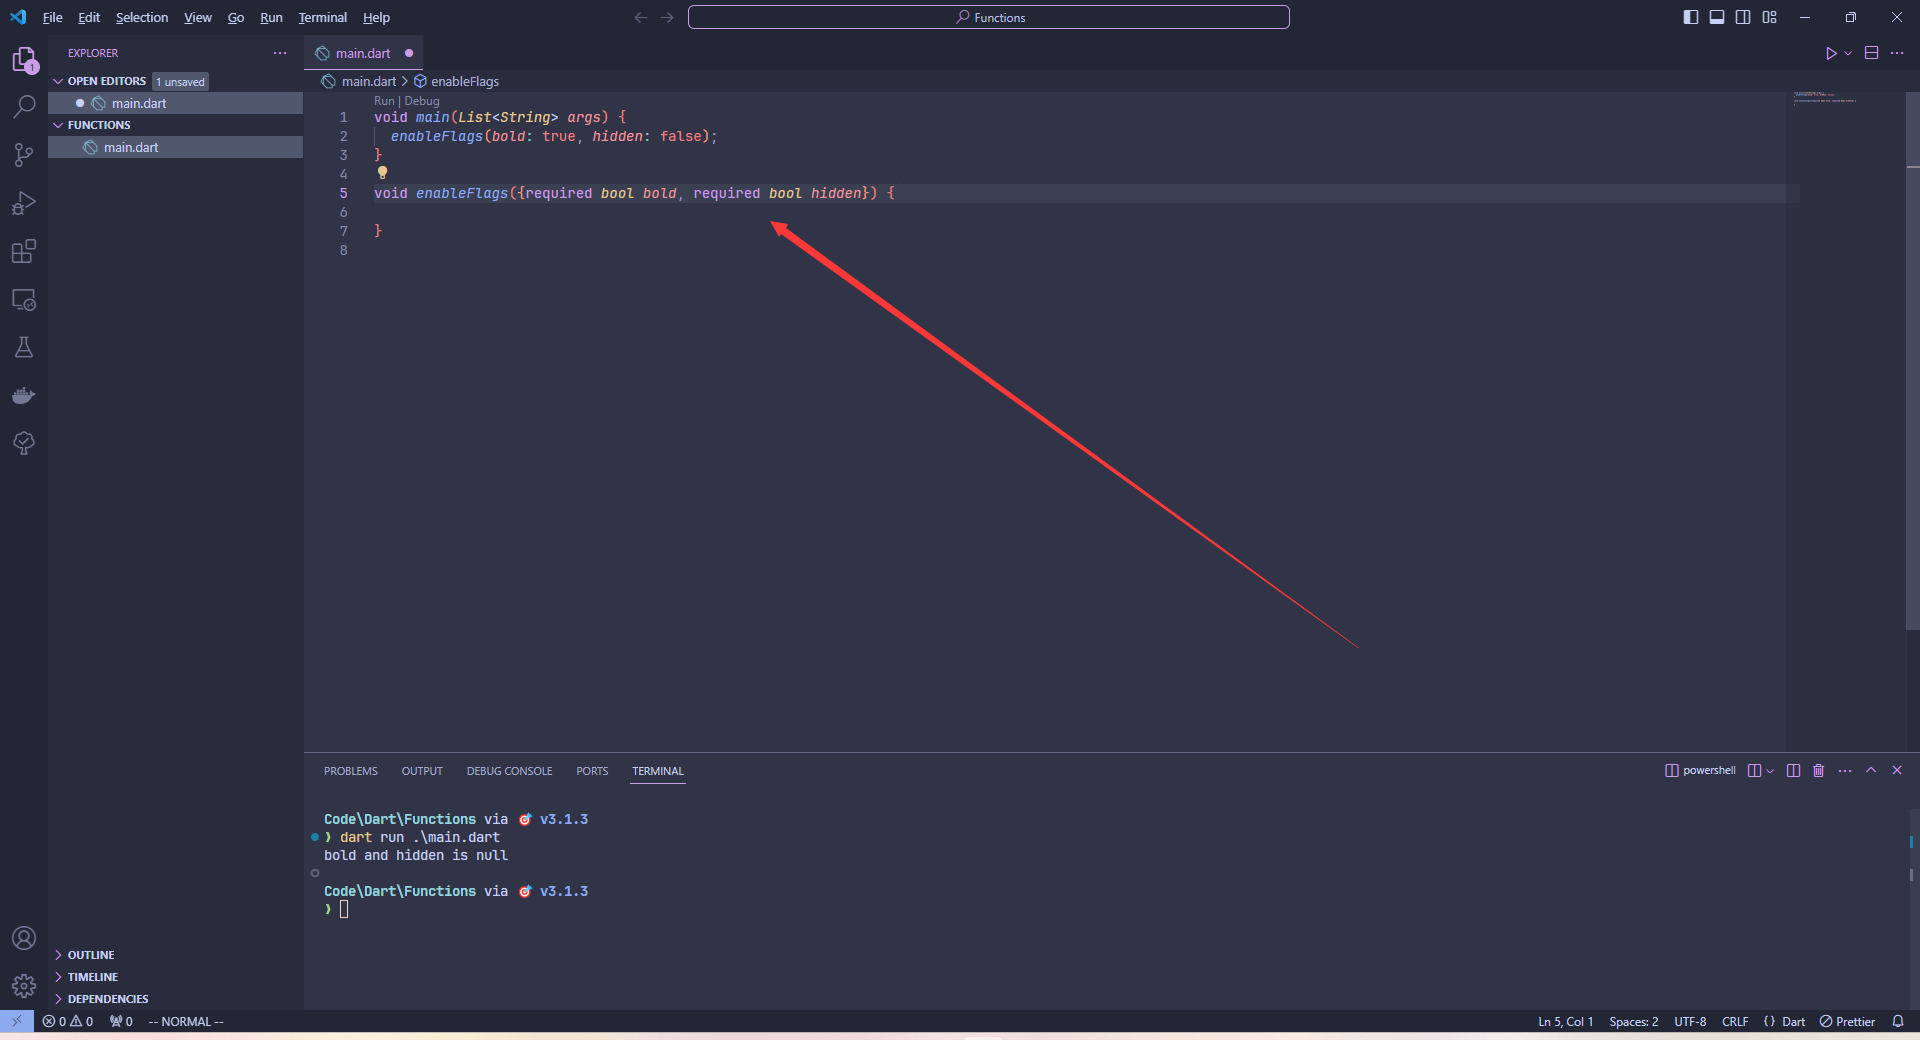 File Edit Selection View Go Run Terminal Help
Functions
EXPLORER
OPEN EDITORS 1 unsaved
main.dart
FUNCTIONS
main.dart
OUTLINE
TIMELINE
DEPENDENCIES
1
main.dart
main.dart > enableFlags
Run | Debug
1 void main(List<String> args) {
2 enableFlags(bold: true, hidden: false);
3 }
4
5 void enableFlags({required bool bold, required bool hidden}) {
6
7 }
8
PROBLEMS OUTPUT DEBUG CONSOLE PORTS TERMINAL
powershell
Code\Dart\Functions via 🎯 v3.1.3
❯ dart run .\main.dart
bold and hidden is null
Code\Dart\Functions via 🎯 v3.1.3
❯
0 0 0 -- NORMAL --
Ln 5, Col 1 Spaces: 2 UTF-8 CRLF {} Dart Prettier